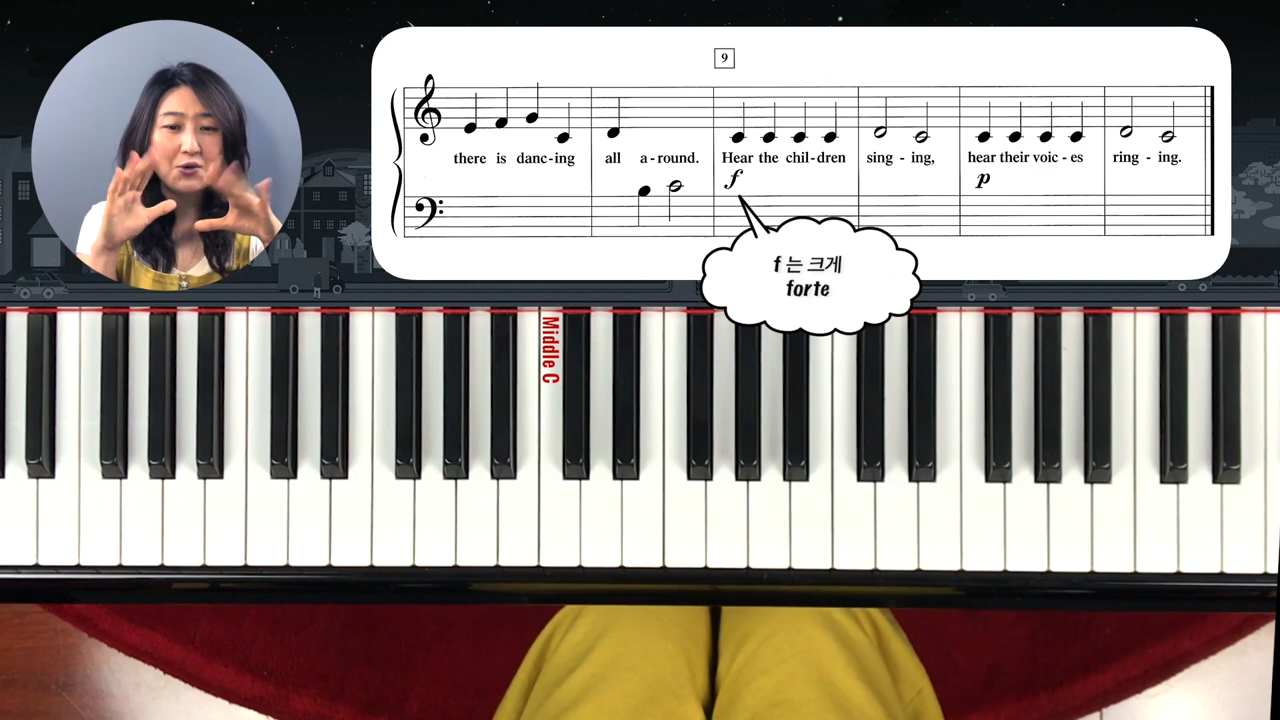 9
there is danc-ing all a-round. Hear the chil-dren sing - ing, hear their voic-es ring - ing.
f p
f 는 크게
forte
Middle C